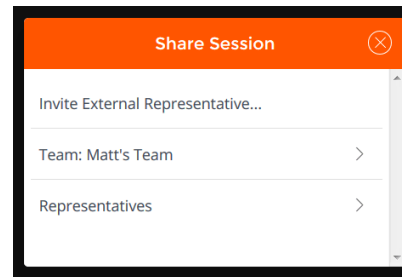 Share Session
Invite External Representative...
Team: Matt's Team
Representatives